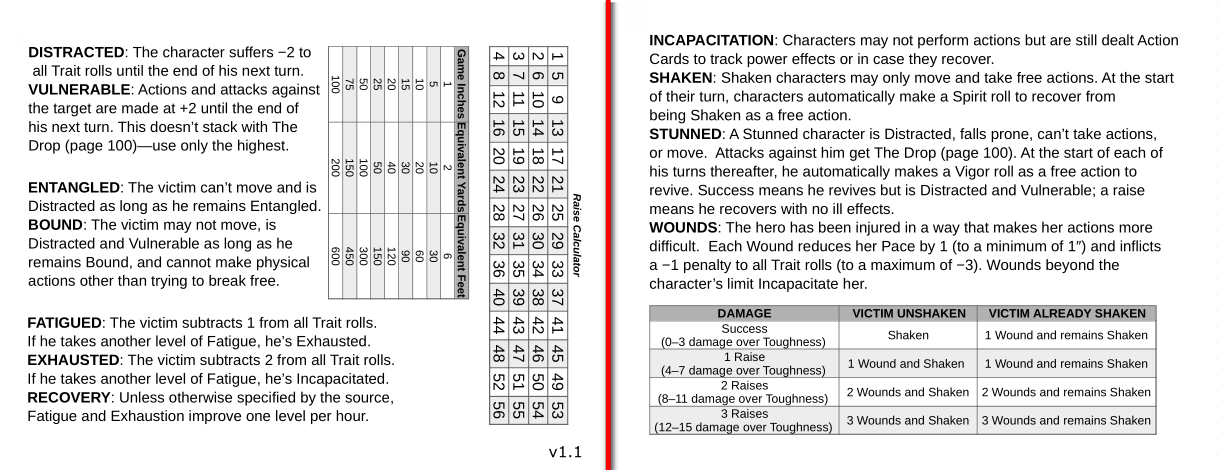 DISTRACTED: The character suffers −2 to
all Trait rolls until the end of his next turn.
VULNERABLE: Actions and attacks against
the target are made at +2 until the end of
his next turn. This doesn’t stack with The
Drop (page 100)—use only the highest.
ENTANGLED: The victim can’t move and is
Distracted as long as he remains Entangled.
BOUND: The victim may not move, is
Distracted and Vulnerable as long as he
remains Bound, and cannot make physical
actions other than trying to break free.
FATIGUED: The victim subtracts 1 from all Trait rolls.
If he takes another level of Fatigue, he’s Exhausted.
EXHAUSTED: The victim subtracts 2 from all Trait rolls.
If he takes another level of Fatigue, he’s Incapacitated.
RECOVERY: Unless otherwise specified by the source,
Fatigue and Exhaustion improve one level per hour.
Game Inches Equivalent Yards Equivalent Feet
1 2 6
5 10 30
10 20 60
15 30 90
20 40 120
25 50 150
50 100 300
75 150 450
100 200 600
Raise Calculator
1 5 9 13 17 21 25 29 33 37 41 45 49 53
2 6 10 14 18 22 26 30 34 38 42 46 50 54
3 7 11 15 19 23 27 31 35 39 43 47 51 55
4 8 12 16 20 24 28 32 36 40 44 48 52 56
v1.1
INCAPACITATION: Characters may not perform actions but are still dealt Action
Cards to track power effects or in case they recover.
SHAKEN: Shaken characters may only move and take free actions. At the start
of their turn, characters automatically make a Spirit roll to recover from
being Shaken as a free action.
STUNNED: A Stunned character is Distracted, falls prone, can’t take actions,
or move. Attacks against him get The Drop (page 100). At the start of each of
his turns thereafter, he automatically makes a Vigor roll as a free action to
revive. Success means he revives but is Distracted and Vulnerable; a raise
means he recovers with no ill effects.
WOUNDS: The hero has been injured in a way that makes her actions more
difficult. Each Wound reduces her Pace by 1 (to a minimum of 1″) and inflicts
a −1 penalty to all Trait rolls (to a maximum of −3). Wounds beyond the
character’s limit Incapacitate her.
DAMAGE VICTIM UNSHAKEN VICTIM ALREADY SHAKEN
Success
(0–3 damage over Toughness) Shaken 1 Wound and remains Shaken
1 Raise
(4–7 damage over Toughness) 1 Wound and Shaken 1 Wound and remains Shaken
2 Raises
(8–11 damage over Toughness) 2 Wounds and Shaken 2 Wounds and remains Shaken
3 Raises
(12–15 damage over Toughness) 3 Wounds and Shaken 3 Wounds and remains Shaken